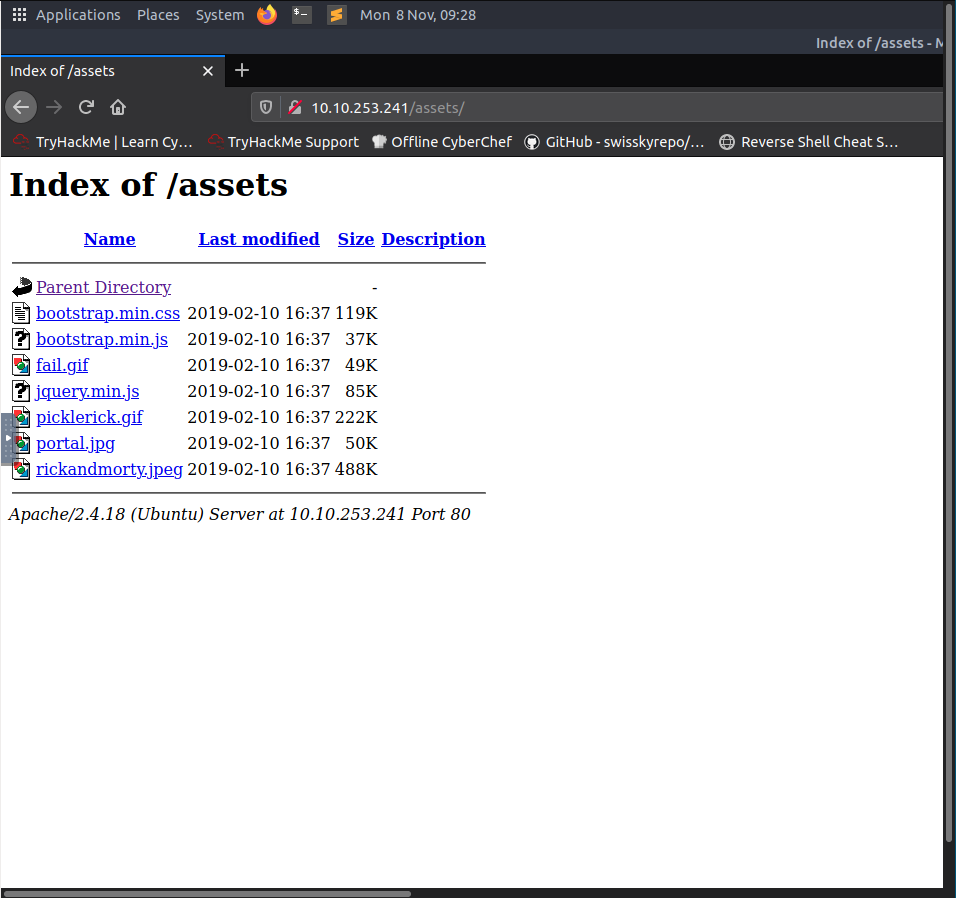 Applications Places System Mon 8 Nov, 09:28
Index of /assets - M
Index of /assets
10.10.253.241/assets/
TryHackMe | Learn Cy… TryHackMe Support Offline CyberChef GitHub - swisskyrepo/… Reverse Shell Cheat S…
Index of /assets
Name Last modified Size Description
Parent Directory -
bootstrap.min.css 2019-02-10 16:37 119K
bootstrap.min.js 2019-02-10 16:37 37K
fail.gif 2019-02-10 16:37 49K
jquery.min.js 2019-02-10 16:37 85K
picklerick.gif 2019-02-10 16:37 222K
portal.jpg 2019-02-10 16:37 50K
rickandmorty.jpeg 2019-02-10 16:37 488K
Apache/2.4.18 (Ubuntu) Server at 10.10.253.241 Port 80